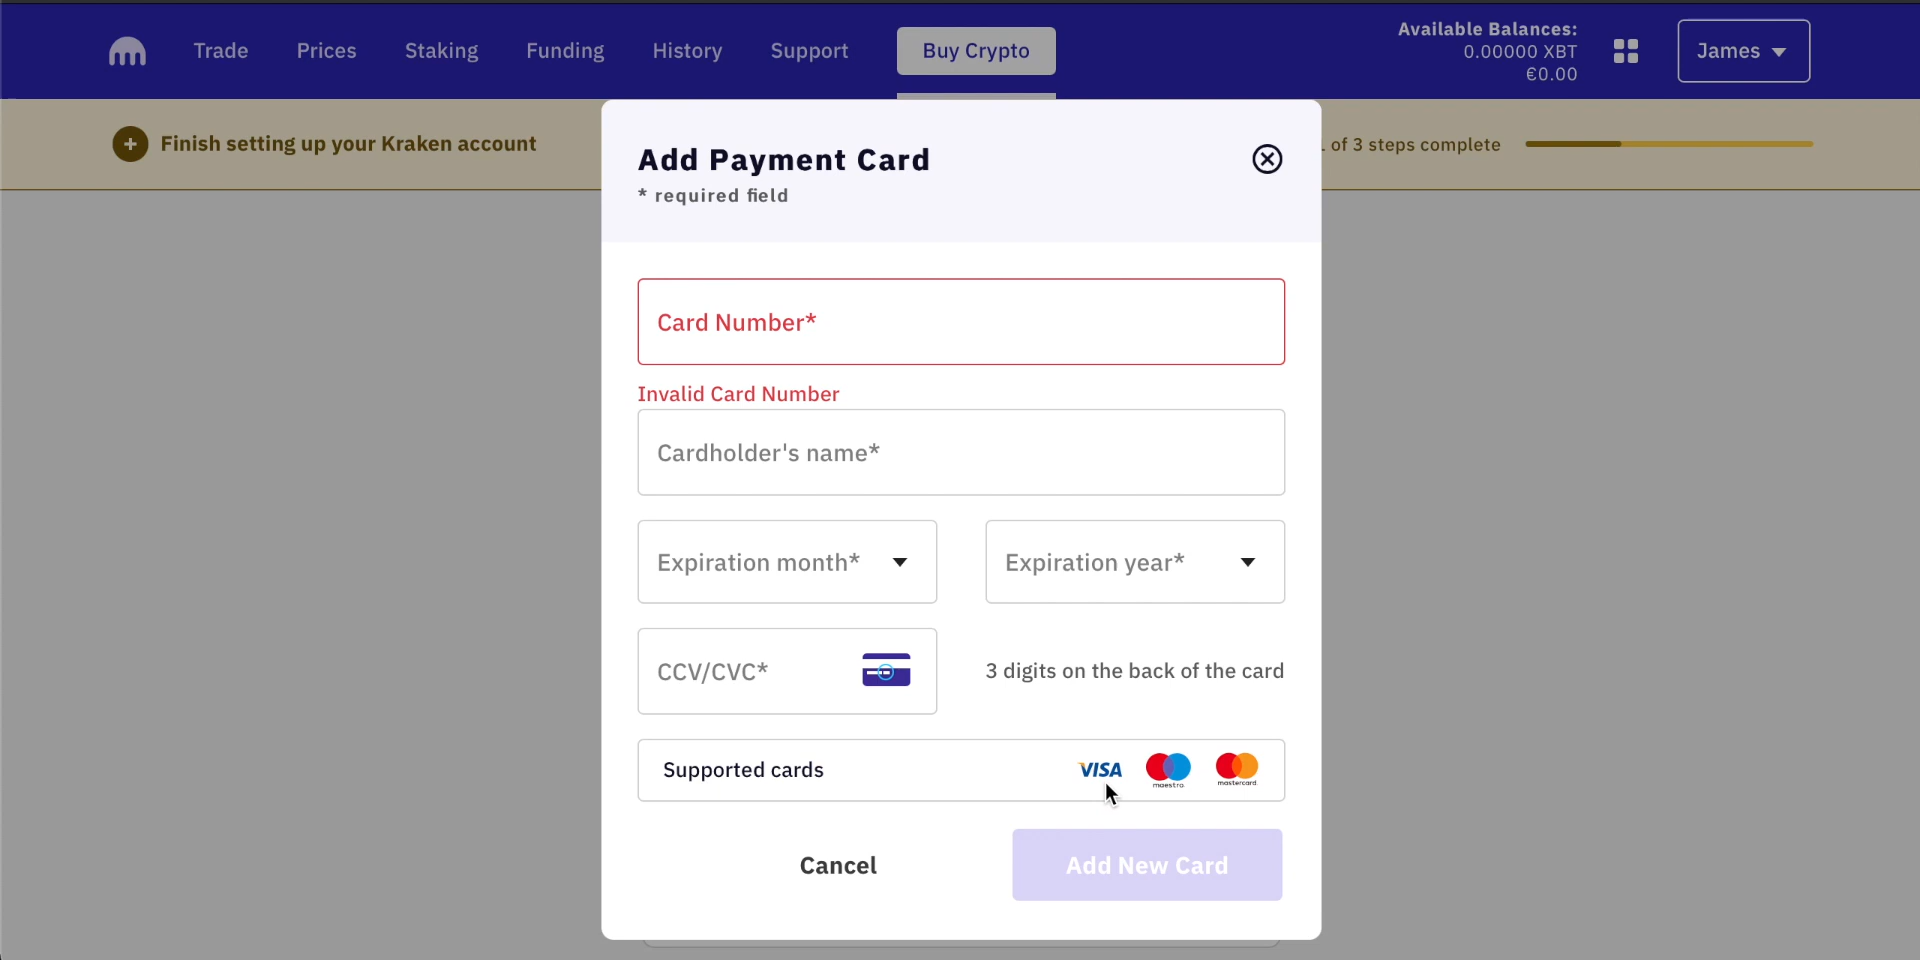 Trade Prices Staking Funding History Support Buy Crypto
Available Balances:
0.00000 XBT
€0.00
James
Finish setting up your Kraken account
of 3 steps complete
Add Payment Card
* required field
Card Number*
Invalid Card Number
Cardholder's name*
Expiration month* Expiration year*
CCV/CVC* 3 digits on the back of the card
Supported cards VISA maestro. mastercard.
Cancel Add New Card